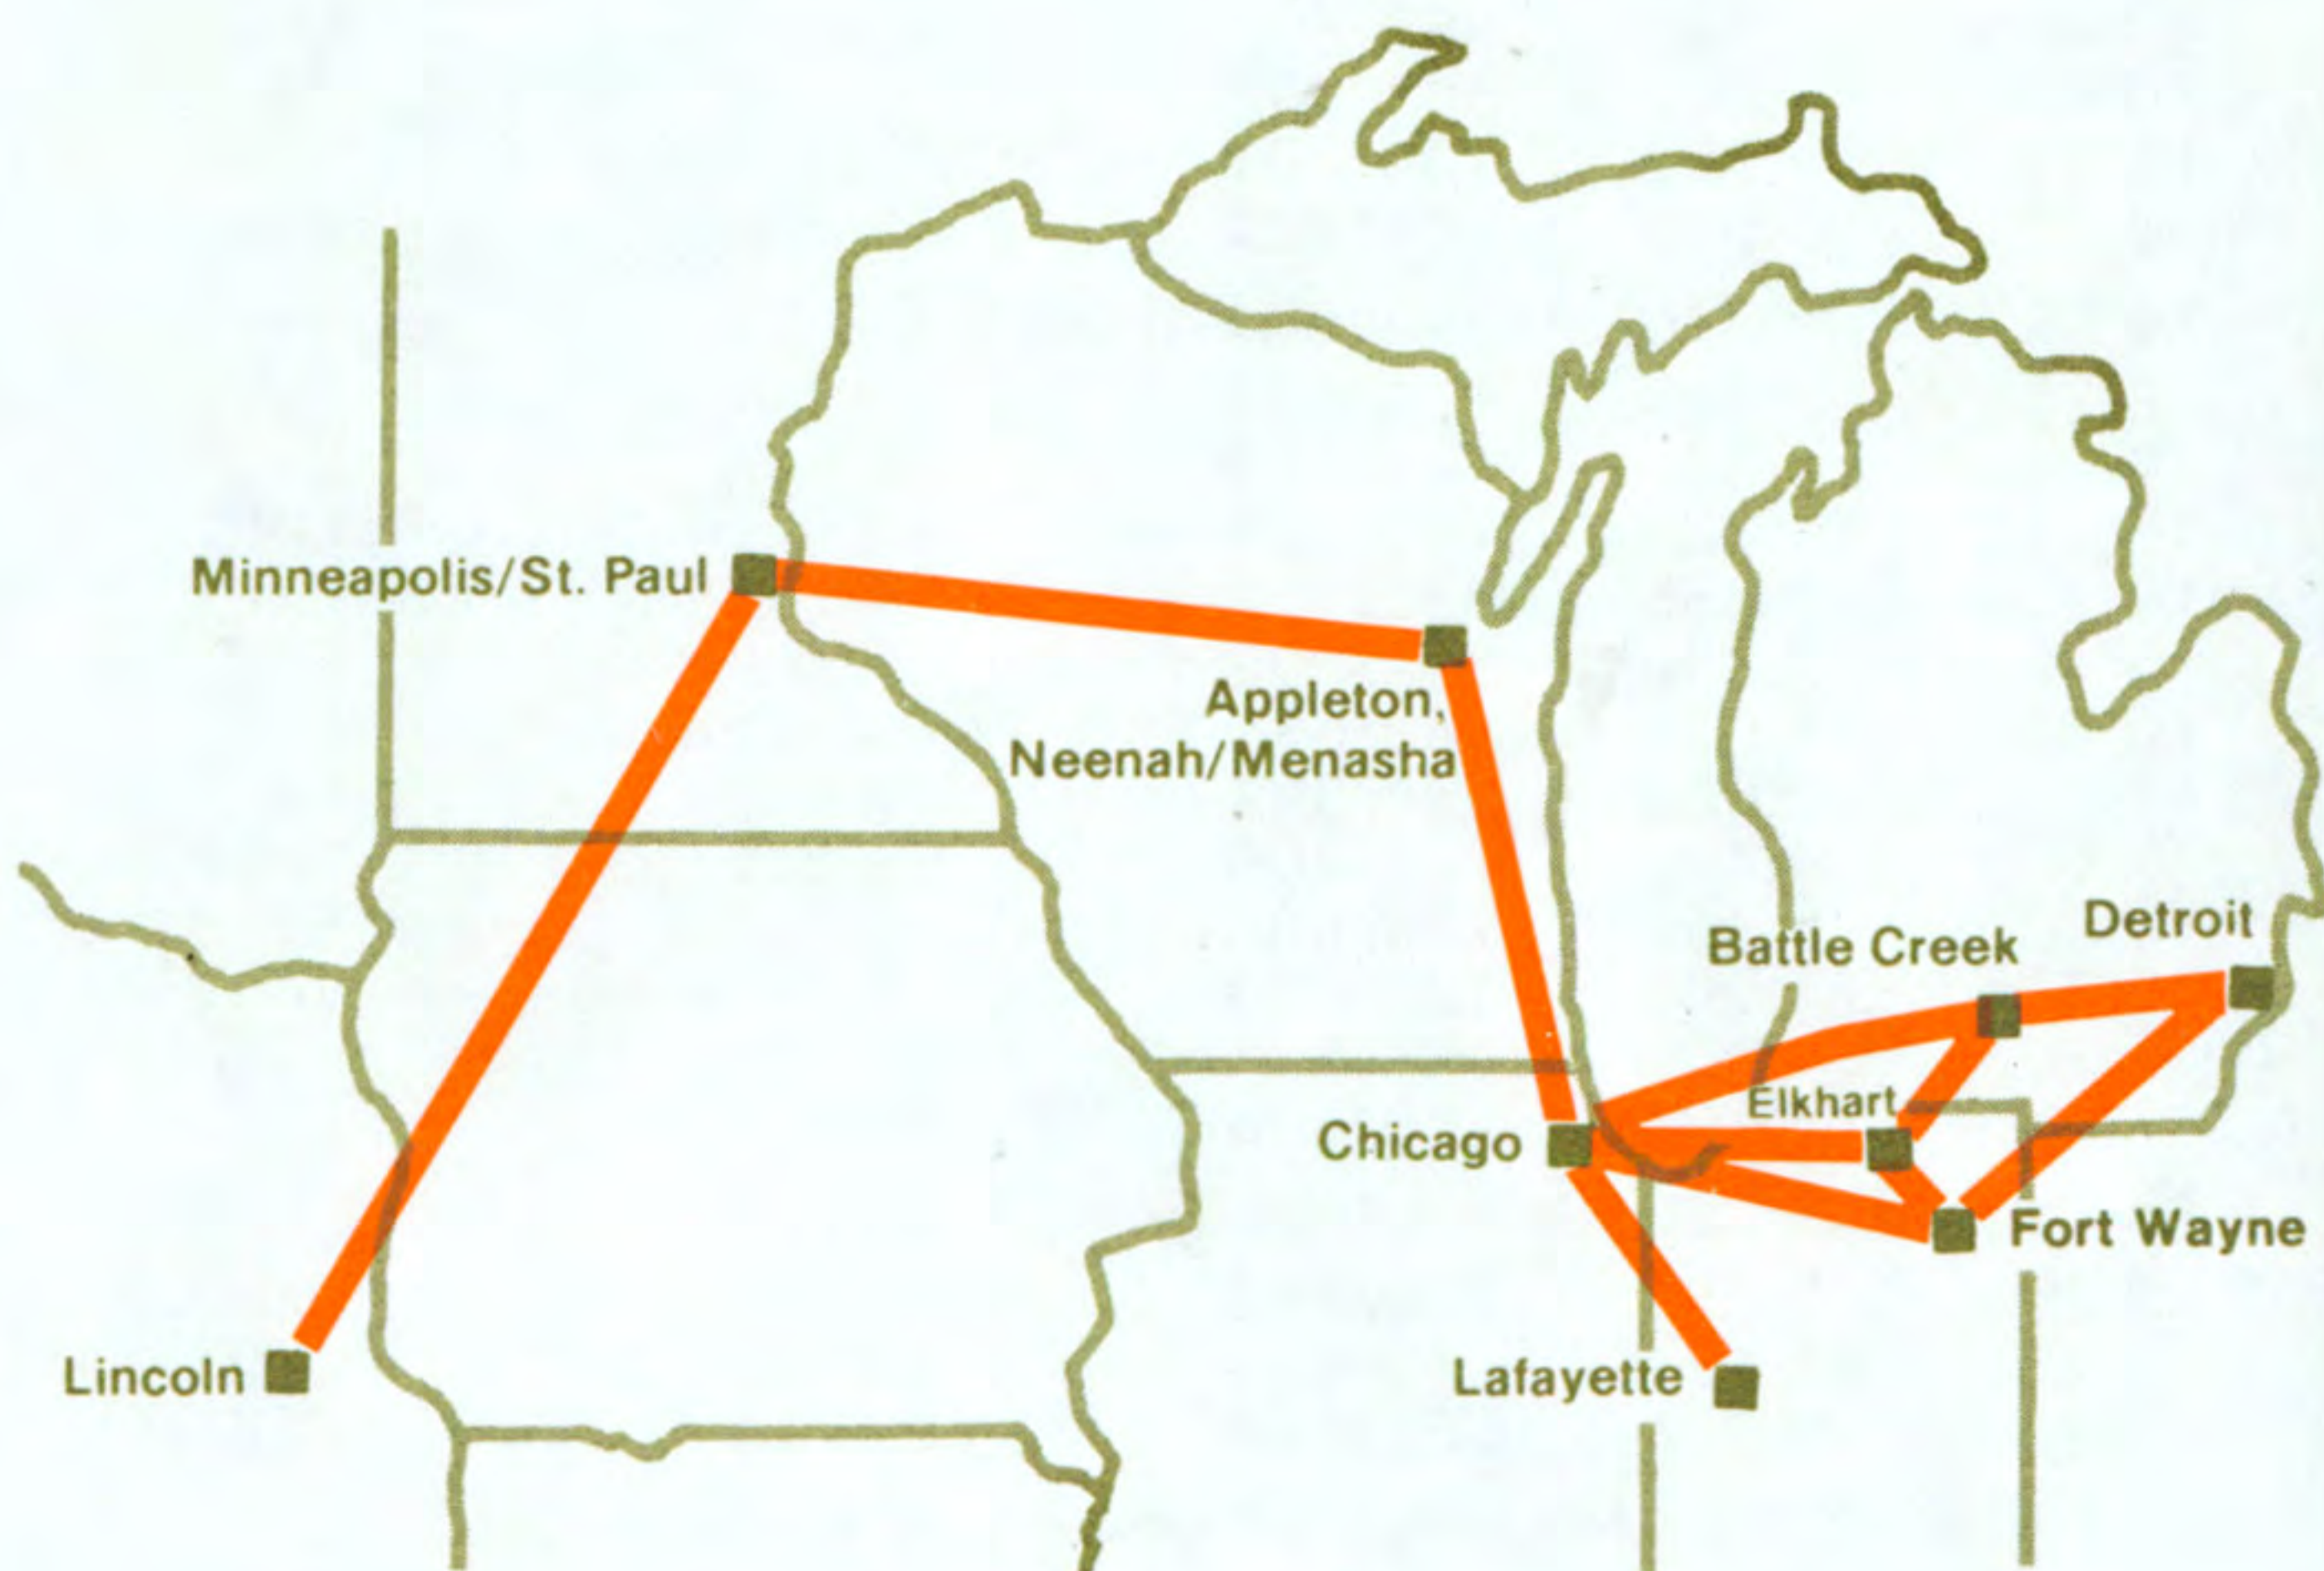 Minneapolis/St. Paul
Appleton,
Neenah/Menasha
Detroit
Battle Creek
Elkhart
Chicago
Fort Wayne
Lafayette
Lincoln